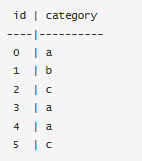 id | category
----|----------
0 | a
1 | b
2 | c
3 | a
4 | a
5 | c